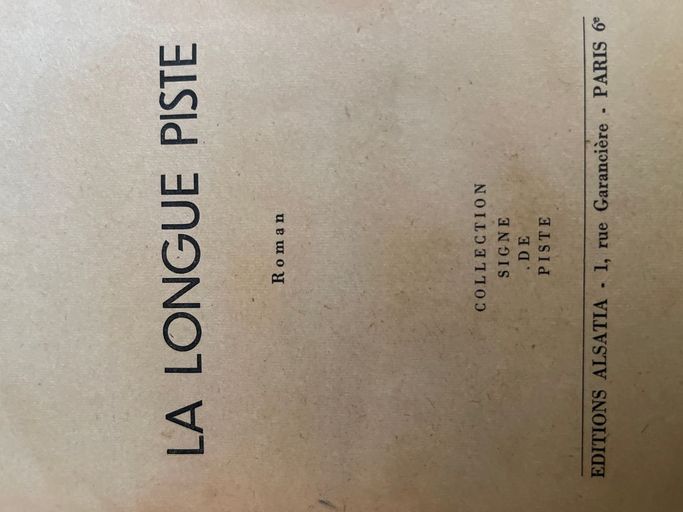 LA LONGUE PISTE
Roman
COLLECTION
SIGNE
DE
PISTE
EDITIONS ALSATIA - 1, rue Garancière - PARIS 6e